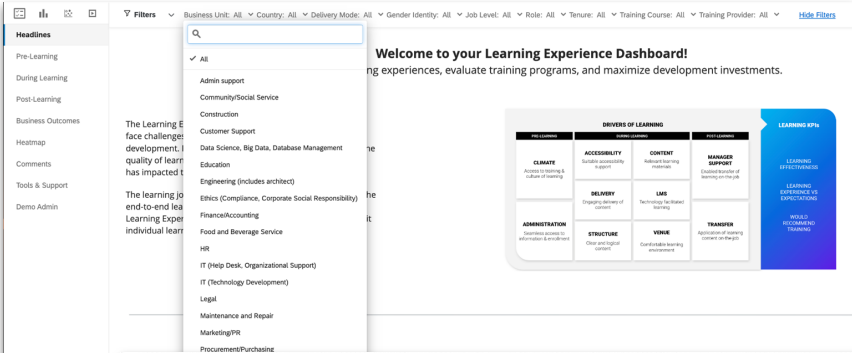 Filters
Business Unit: All Country: All Delivery Mode: All Gender Identity: All Job Level: All Role: All Tenure: All Training Course: All Training Provider: All Hide Filters
Headlines
Pre-Learning
During Learning
Post-Learning
Business Outcomes
Heatmap
Comments
Tools & Support
Demo Admin
All
Admin support
Community/Social Service
Construction
Customer Support
Data Science, Big Data, Database Management
Education
Engineering (includes architect)
Ethics (Compliance, Corporate Social Responsibility)
Finance/Accounting
Food and Beverage Service
HR
IT (Help Desk, Organizational Support)
IT (Technology Development)
Legal
Maintenance and Repair
Marketing/PR
Procurement/Purchasing
Welcome to your Learning Experience Dashboard!
ng experiences, evaluate training programs, and maximize development investments.
The Learning E
face challenges
development.
he
quality of learn
has impacted t
The learning jo
he
end-to-end lea
Learning Exper
it
individual learn
DRIVERS OF LEARNING
PRE-LEARNING
DURING LEARNING
POST-LEARNING
CLIMATE
Access to training &
culture of learning
ADMINISTRATION
Seamless access to
information & enrollment
ACCESSIBILITY
Suitable accessibility
support
DELIVERY
Engaging delivery of
content
STRUCTURE
Clear and logical
content
CONTENT
Relevant learning
materials
LMS
Technology facilitated
learning
VENUE
Comfortable learning
environment
MANAGER
SUPPORT
Enabled transfer of
learning on the job
TRANSFER
Application of learning
content on-the-job
LEARNING KPIs
LEARNING
EFFECTIVENESS
LEARNING
EXPERIENCE VS
EXPECTATIONS
WOULD
RECOMMEND
TRAINING